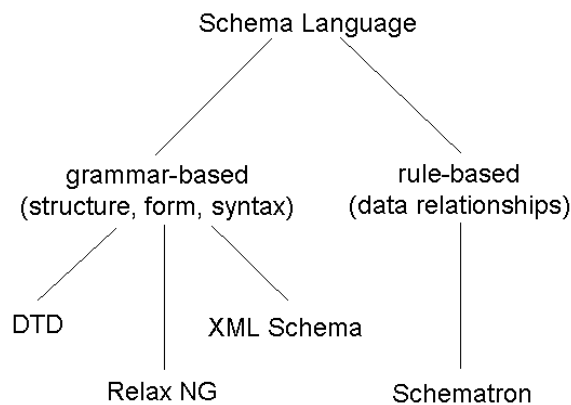 Schema Language
grammar-based
(structure, form, syntax)
rule-based
(data relationships)
DTD
XML Schema
Relax NG
Schematron